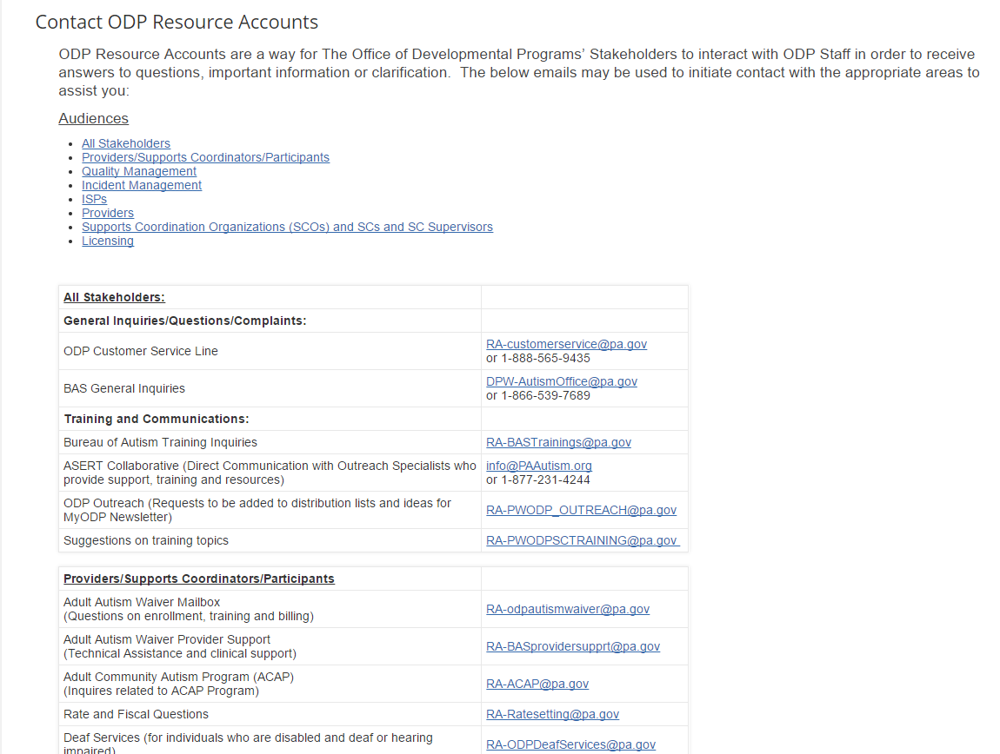 Contact ODP Resource Accounts
ODP Resource Accounts are a way for The Office of Developmental Programs’ Stakeholders to interact with ODP Staff in order to receive
answers to questions, important information or clarification.  The below emails may be used to initiate contact with the appropriate areas to
assist you:
Audiences
All Stakeholders
Providers/Supports Coordinators/Participants
Quality Management
Incident Management
ISPs
Providers
Supports Coordination Organizations (SCOs) and SCs and SC Supervisors
Licensing
All Stakeholders:
General Inquiries/Questions/Complaints:
ODP Customer Service Line
RA-customerservice@pa.gov
or 1-888-565-9435
BAS General Inquiries
DPW-AutismOffice@pa.gov
or 1-866-539-7689
Training and Communications:
Bureau of Autism Training Inquiries
RA-BASTrainings@pa.gov
ASERT Collaborative (Direct Communication with Outreach Specialists who
provide support, training and resources)
info@PAAutism.org
or 1-877-231-4244
ODP Outreach (Requests to be added to distribution lists and ideas for
MyODP Newsletter)
RA-PWODP_OUTREACH@pa.gov
Suggestions on training topics
RA-PWODPSCTRAINING@pa.gov
Providers/Supports Coordinators/Participants
Adult Autism Waiver Mailbox
(Questions on enrollment, training and billing)
RA-odpautismwaiver@pa.gov
Adult Autism Waiver Provider Support
(Technical Assistance and clinical support)
RA-BASprovidersupprt@pa.gov
Adult Community Autism Program (ACAP)
(Inquires related to ACAP Program)
RA-ACAP@pa.gov
Rate and Fiscal Questions
RA-Ratesetting@pa.gov
Deaf Services (for individuals who are disabled and deaf or hearing
impaired)
RA-ODPDeafServices@pa.gov